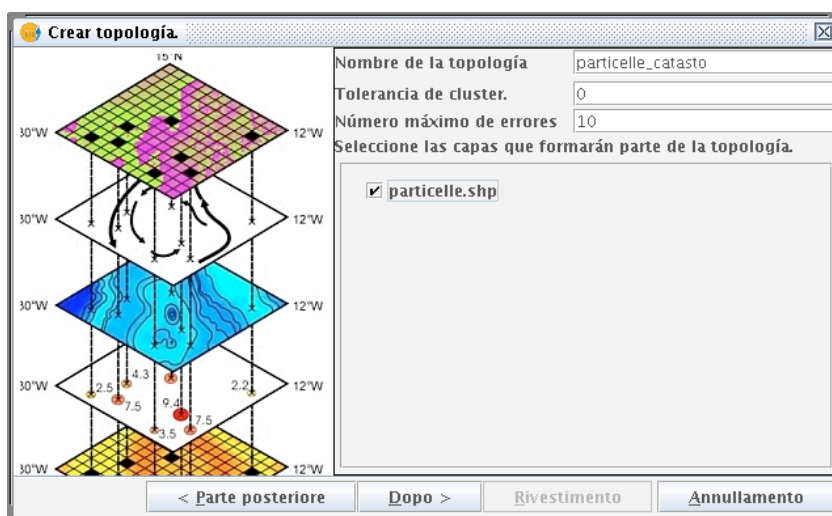 Crear topología.
15°N
30°W
12°W
30°W
12°W
30°W
12°W
30°W
12°W
2.5
4.3
7.5
9.4
3.5
7.5
2.2
30°W
12°W
Nombre de la topología particelle_catasto
Tolerancia de cluster. 0
Número máximo de errores 10
Seleccione las capas que formarán parte de la topología.
particelle.shp
< Parte posteriore
Dopo >
Rivestimento
Annullamento